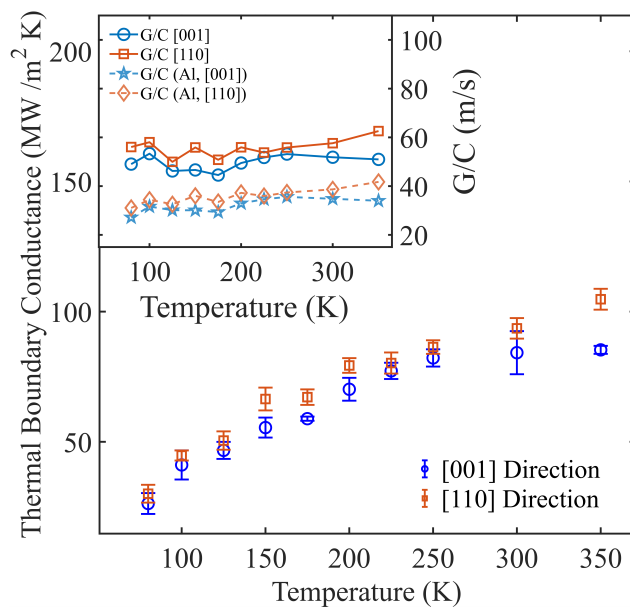 Thermal Boundary Conductance (MW /m² K)
200
150
100
50
G/C [001]
G/C [110]
G/C (Al, [001])
G/C (Al, [110])
100
80
60
40
20
G/C (m/s)
100
200
300
Temperature (K)
[001] Direction
[110] Direction
100
150
200
250
300
350
Temperature (K)